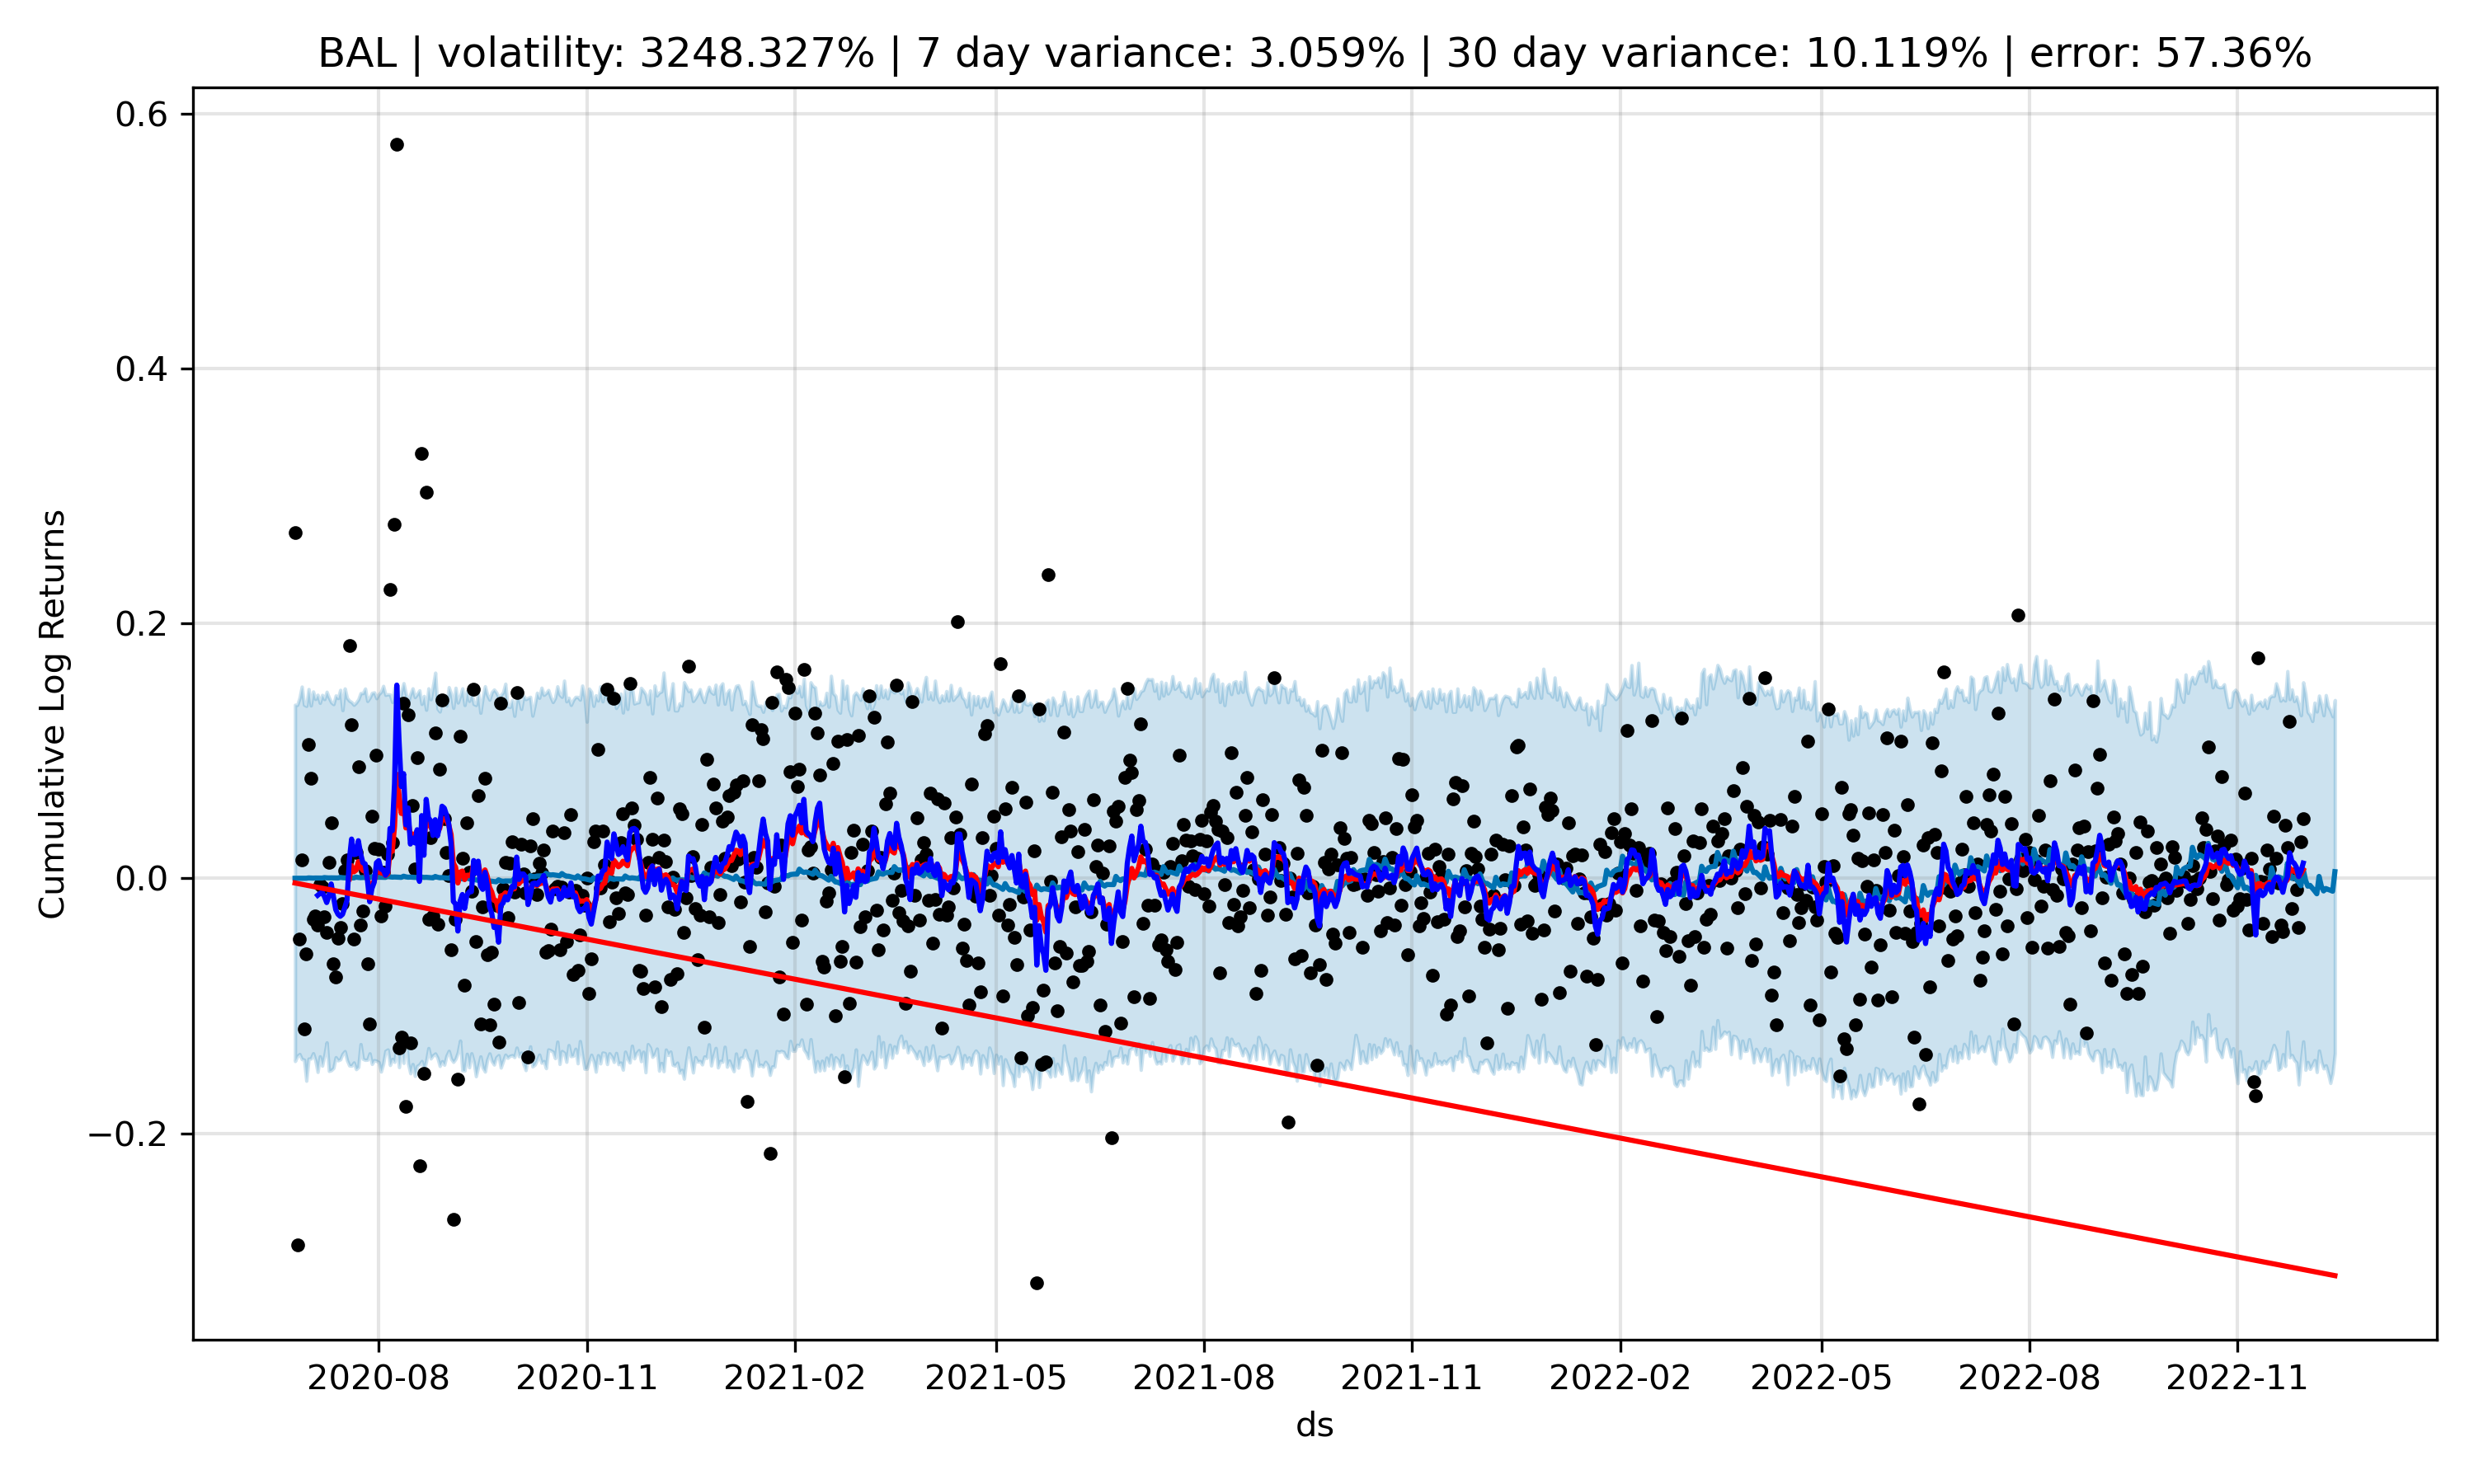 BAL | volatility: 3248.327% | 7 day variance: 3.059% | 30 day variance: 10.119% | error: 57.36%
0.6
0.4
0.2
0.0
−0.2
Cumulative Log Returns
2020-08 2020-11 2021-02 2021-05 2021-08 2021-11 2022-02 2022-05 2022-08 2022-11
ds